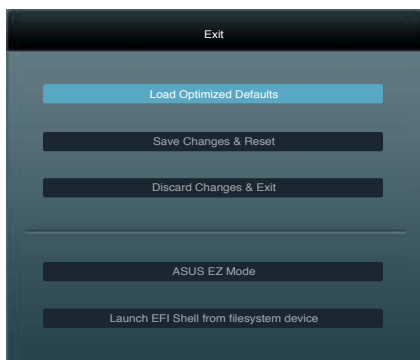 Exit
Load Optimized Defaults
Save Changes & Reset
Discard Changes & Exit
ASUS EZ Mode
Launch EFI Shell from filesystem device